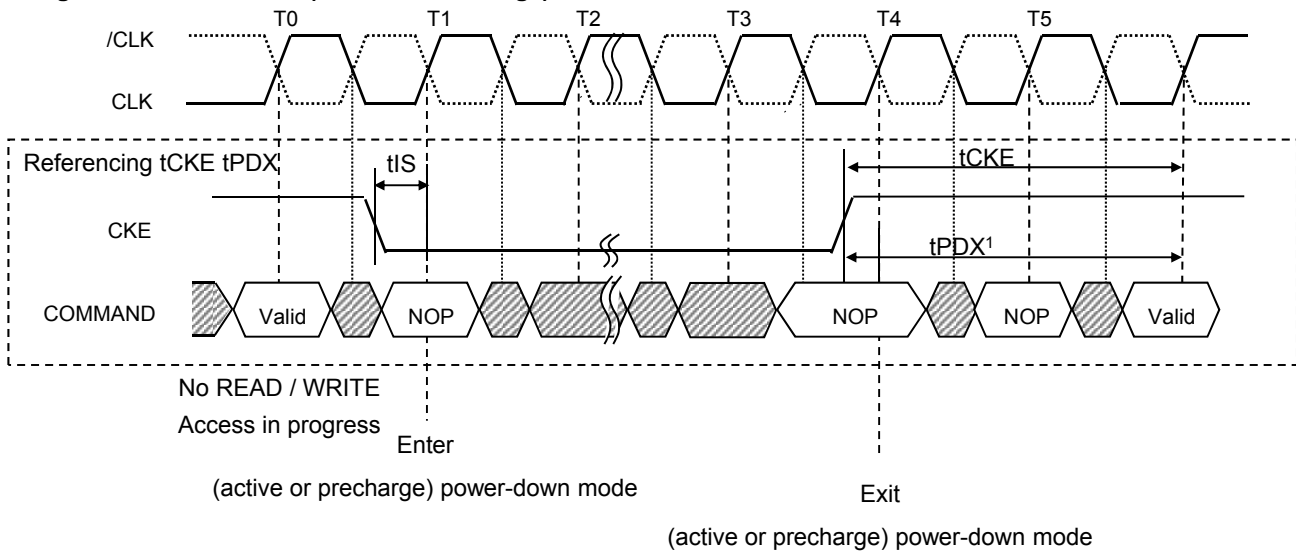 T0 T1 T2 T3 T4 T5
/CLK
CLK
Referencing tCKE tPDX
tIS
tCKE
CKE
tPDX¹
COMMAND
Valid NOP NOP NOP Valid
No READ / WRITE
Access in progress
Enter
(active or precharge) power-down mode
Exit
(active or precharge) power-down mode